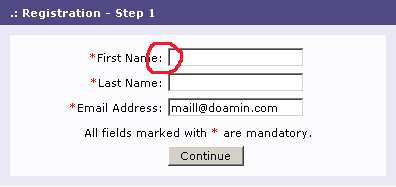 .: Registration - Step 1
*First Name:
*Last Name:
*Email Address: maill@doamin.com
All fields marked with * are mandatory.
Continue